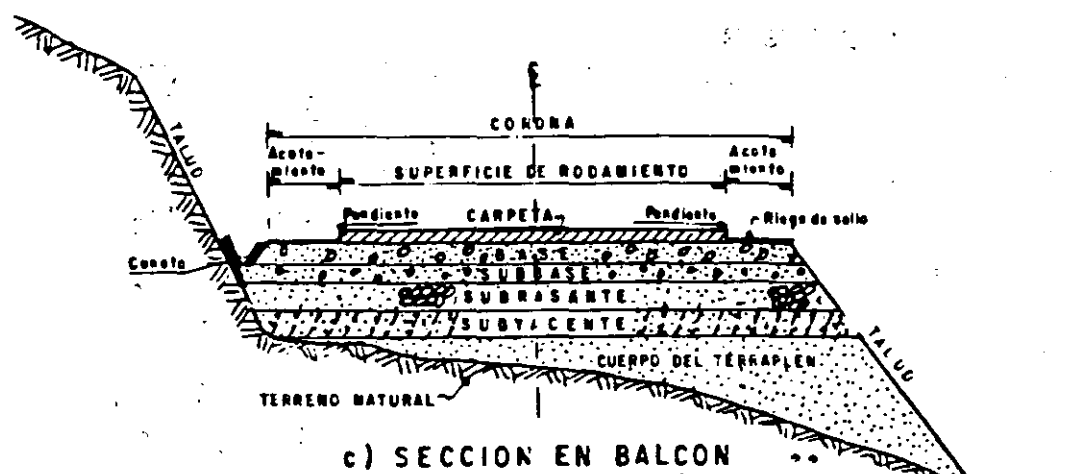 ℄
CORONA
TALUD
Acota-
miento
SUPERFICIE DE RODAMIENTO
Acota
miento
Pendiente
CARPETA
Pendiente
Riego de sello
Cuneta
BASE
SUBBASE
SUBRASANTE
SUBYACENTE
CUERPO DEL TERRAPLEN
TALUD
TERRENO NATURAL
c) SECCION EN BALCON